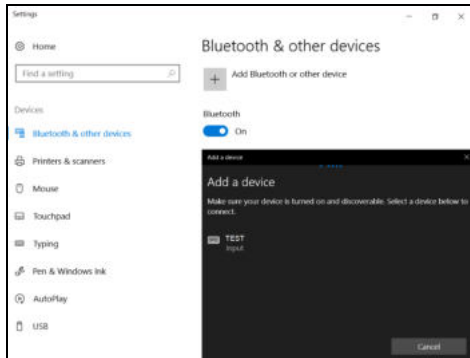 Settings
Home
Find a setting
Devices
Bluetooth & other devices
Printers & scanners
Mouse
Touchpad
Typing
Pen & Windows Ink
AutoPlay
USB
Bluetooth & other devices
Add Bluetooth or other device
Bluetooth
On
Add a device
Add a device
Make sure your device is turned on and discoverable. Select a device below to
connect.
TEST
Input
Cancel